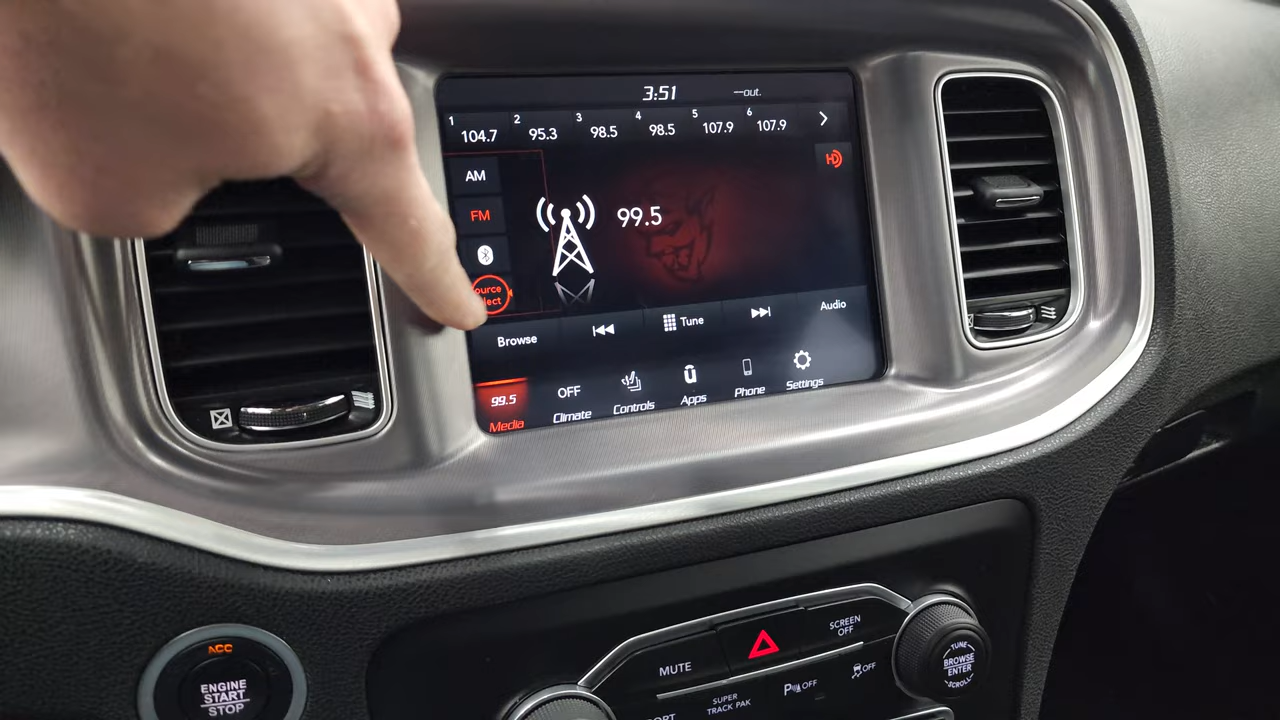 3:51
--out.
1 104.7
2 95.3
3 98.5
4 98.5
5 107.9
6 107.9
AM
HD
FM
99.5
Browse
Tune
Audio
99.5
Media
OFF
Climate
Controls
Apps
Phone
Settings
ACC
ENGINE
START
STOP
MUTE
SCREEN
OFF
SUPER
TRACK PAK
P OFF
OFF
TUNE
BROWSE
ENTER
SCROLL